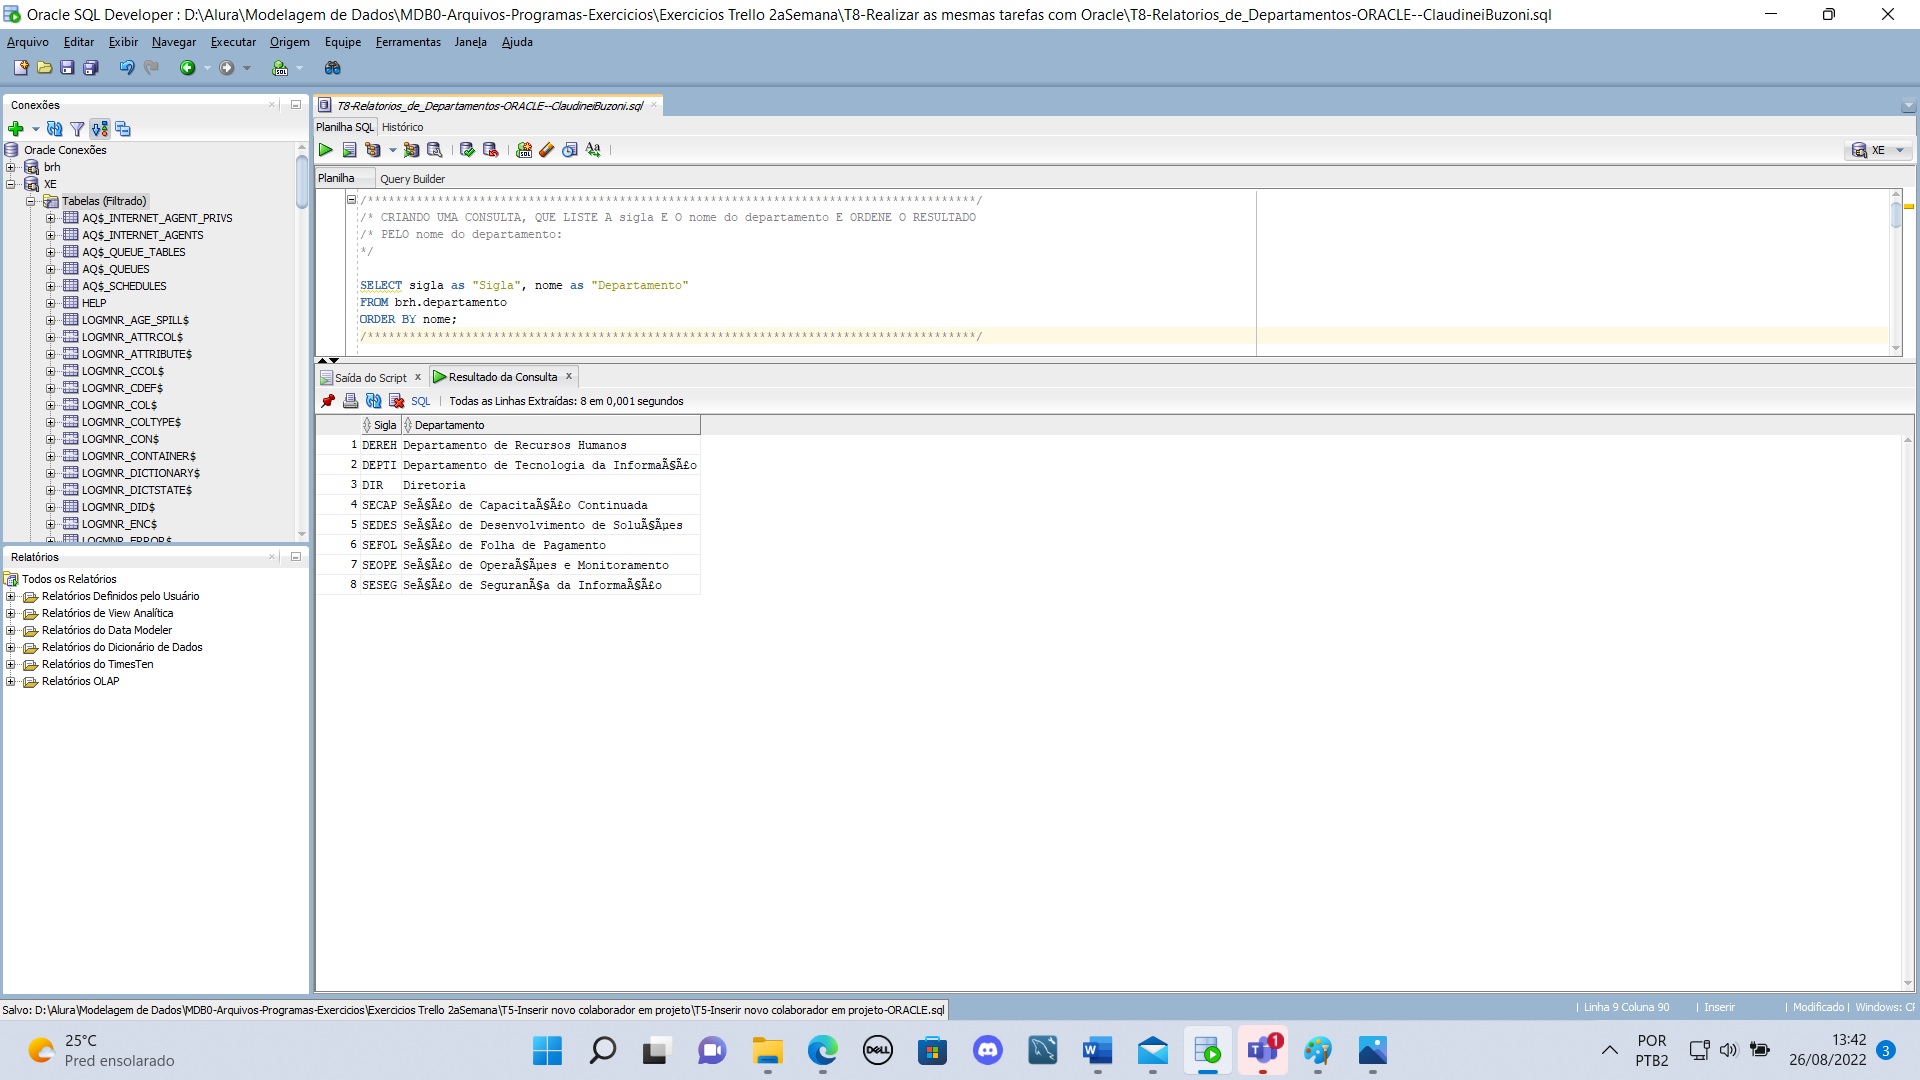 Oracle SQL Developer : D:\Alura\Modelagem de Dados\MDB0-Arquivos-Programas-Exercicios\Exercicios Trello 2aSemana\T8-Realizar as mesmas tarefas com Oracle\T8-Relatorios_de_Departamentos-ORACLE--ClaudineiBuzoni.sql
Arquivo Editar Exibir Navegar Executar Origem Equipe Ferramentas Janela Ajuda
Conexões
Oracle Conexões
brh
XE
Tabelas (Filtrado)
AQ$_INTERNET_AGENT_PRIVS
AQ$_INTERNET_AGENTS
AQ$_QUEUE_TABLES
AQ$_QUEUES
AQ$_SCHEDULES
HELP
LOGMNR_AGE_SPILL$
LOGMNR_ATTRCOL$
LOGMNR_ATTRIBUTE$
LOGMNR_CCOL$
LOGMNR_CDEF$
LOGMNR_COL$
LOGMNR_COLTYPE$
LOGMNR_CON$
LOGMNR_CONTAINER$
LOGMNR_DICTIONARY$
LOGMNR_DICTSTATE$
LOGMNR_DID$
LOGMNR_ENC$
LOGMNR_ERROR$
Relatórios
Todos os Relatórios
Relatórios Definidos pelo Usuário
Relatórios de View Analítica
Relatórios do Data Modeler
Relatórios do Dicionário de Dados
Relatórios do TimesTen
Relatórios OLAP
T8-Relatorios_de_Departamentos-ORACLE--ClaudineiBuzoni.sql
Planilha SQL Histórico
XE
Planilha Query Builder
/***************************************************************************************/
/* CRIANDO UMA CONSULTA, QUE LISTE A sigla E O nome do departamento E ORDENE O RESULTADO
/* PELO nome do departamento:
*/
SELECT sigla as "Sigla", nome as "Departamento"
FROM brh.departamento
ORDER BY nome;
/***************************************************************************************/
Saída do Script Resultado da Consulta
SQL Todas as Linhas Extraídas: 8 em 0,001 segundos
Sigla Departamento
1 DEREH Departamento de Recursos Humanos
2 DEPTI Departamento de Tecnologia da InformaÃ§Ã£o
3 DIR Diretoria
4 SECAP SeÃ§Ã£o de CapacitaÃ§Ã£o Continuada
5 SEDES SeÃ§Ã£o de Desenvolvimento de SoluÃ§Ãµes
6 SEFOL SeÃ§Ã£o de Folha de Pagamento
7 SEOPE SeÃ§Ã£o de OperaÃ§Ãµes e Monitoramento
8 SESEG SeÃ§Ã£o de SeguranÃ§a da InformaÃ§Ã£o
Salvo: D:\Alura\Modelagem de Dados\MDB0-Arquivos-Programas-Exercicios\Exercicios Trello 2aSemana\T5-Inserir novo colaborador em projeto\T5-Inserir novo colaborador em projeto-ORACLE.sql
Linha 9 Coluna 90 Inserir Modificado Windows: CF
25°C
Pred ensolarado
DELL
1
POR
PTB2
13:42
26/08/2022
3